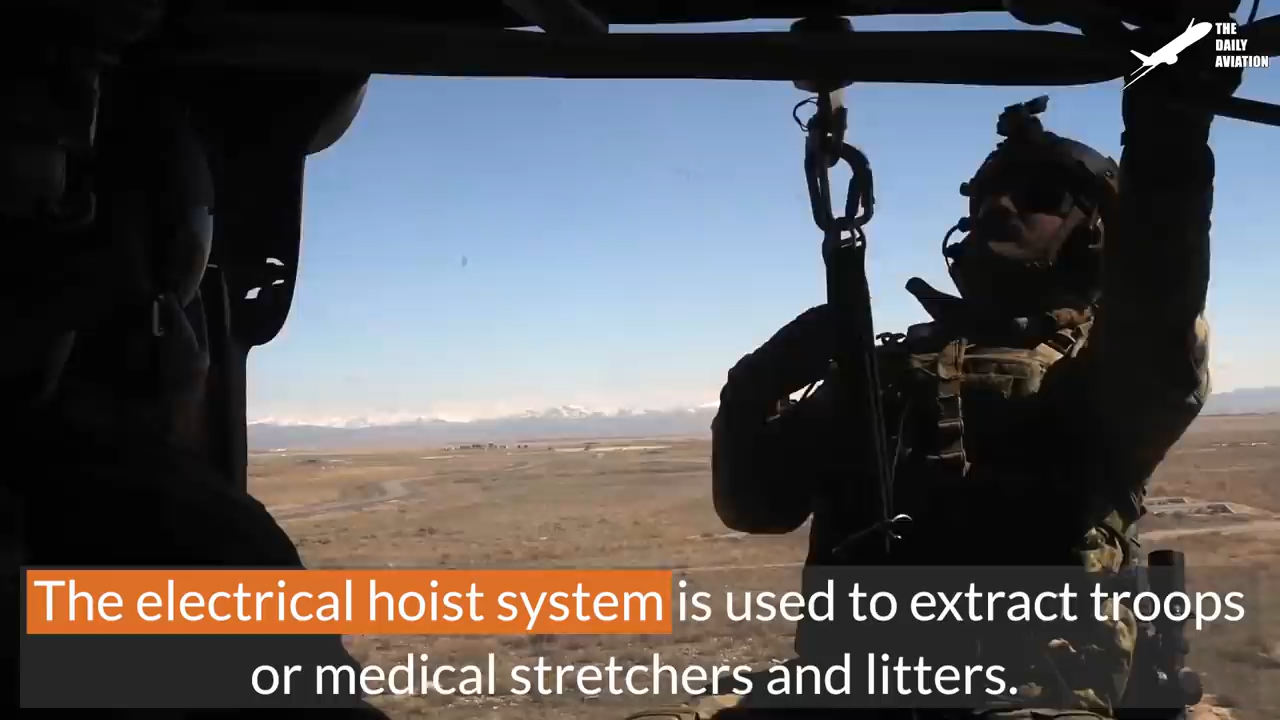 THE
DAILY
AVIATION
The electrical hoist system is used to extract troops
or medical stretchers and litters.